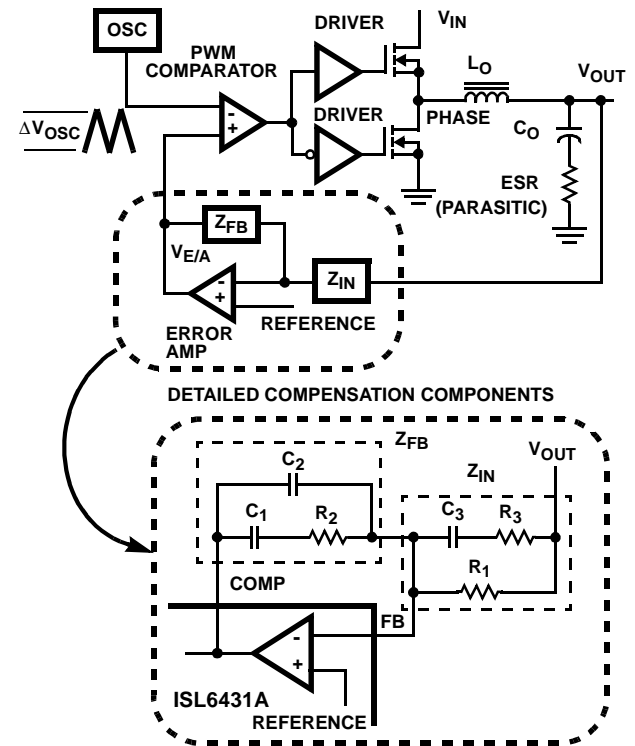 OSC
PWM
COMPARATOR
DRIVER
VIN
LO
VOUT
ΔVOSC
-
+
DRIVER
PHASE
CO
ESR
(PARASITIC)
ZFB
VE/A
-
+
ZIN
REFERENCE
ERROR
AMP
DETAILED COMPENSATION COMPONENTS
ZFB
C2
ZIN
VOUT
C1
R2
C3
R3
R1
COMP
FB
-
+
ISL6431A
REFERENCE